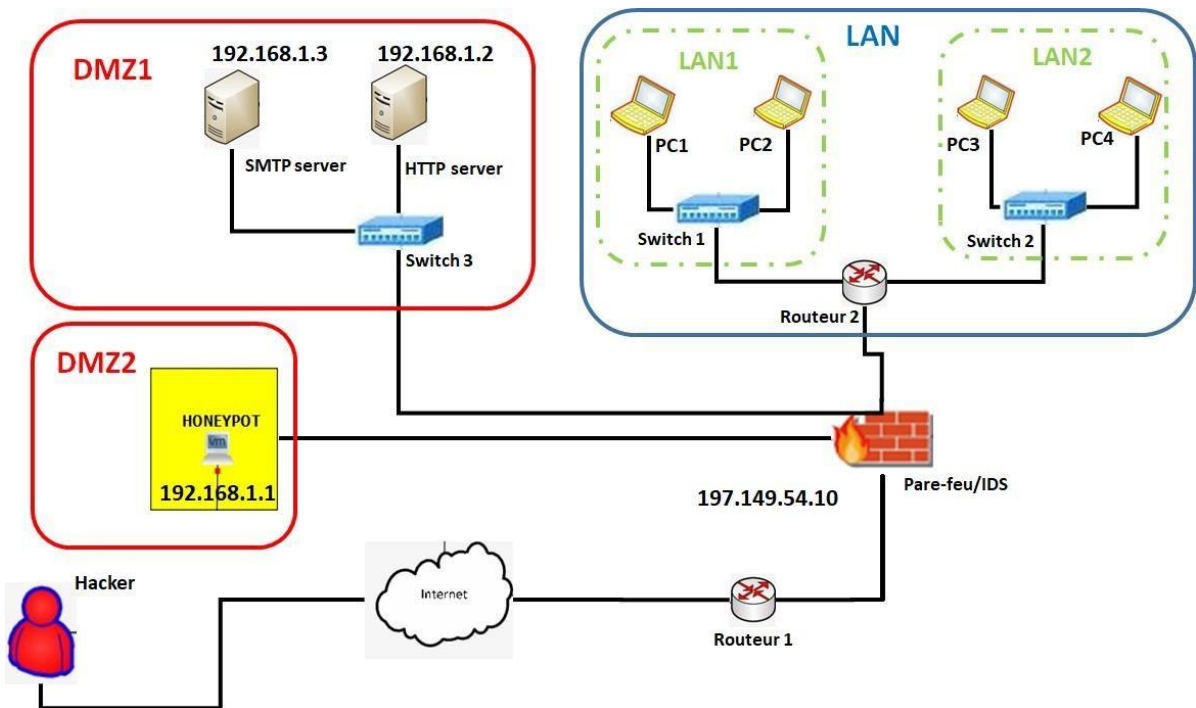 DMZ1
192.168.1.3
192.168.1.2
SMTP server
HTTP server
Switch 3
LAN
LAN1
LAN2
PC1
PC2
PC3
PC4
Switch 1
Switch 2
Routeur 2
DMZ2
HONEYPOT
vm
192.168.1.1
197.149.54.10
Pare-feu/IDS
Hacker
Internet
Routeur 1